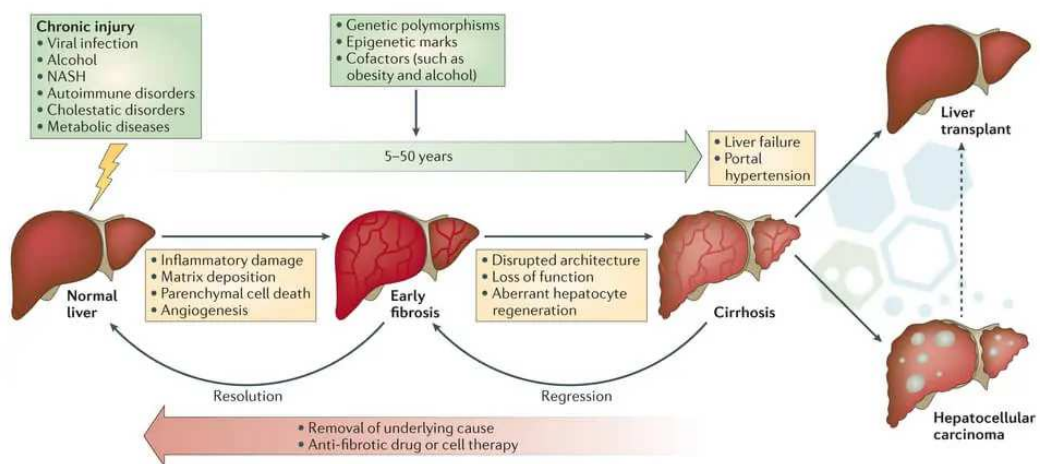 Chronic injury
• Viral infection
• Alcohol
• NASH
• Autoimmune disorders
• Cholestatic disorders
• Metabolic diseases
• Genetic polymorphisms
• Epigenetic marks
• Cofactors (such as
obesity and alcohol)
5–50 years
• Liver failure
• Portal
hypertension
Liver
transplant
Normal
liver
• Inflammatory damage
• Matrix deposition
• Parenchymal cell death
• Angiogenesis
Early
fibrosis
• Disrupted architecture
• Loss of function
• Aberrant hepatocyte
regeneration
Cirrhosis
Resolution
Regression
Hepatocellular
carcinoma
• Removal of underlying cause
• Anti-fibrotic drug or cell therapy